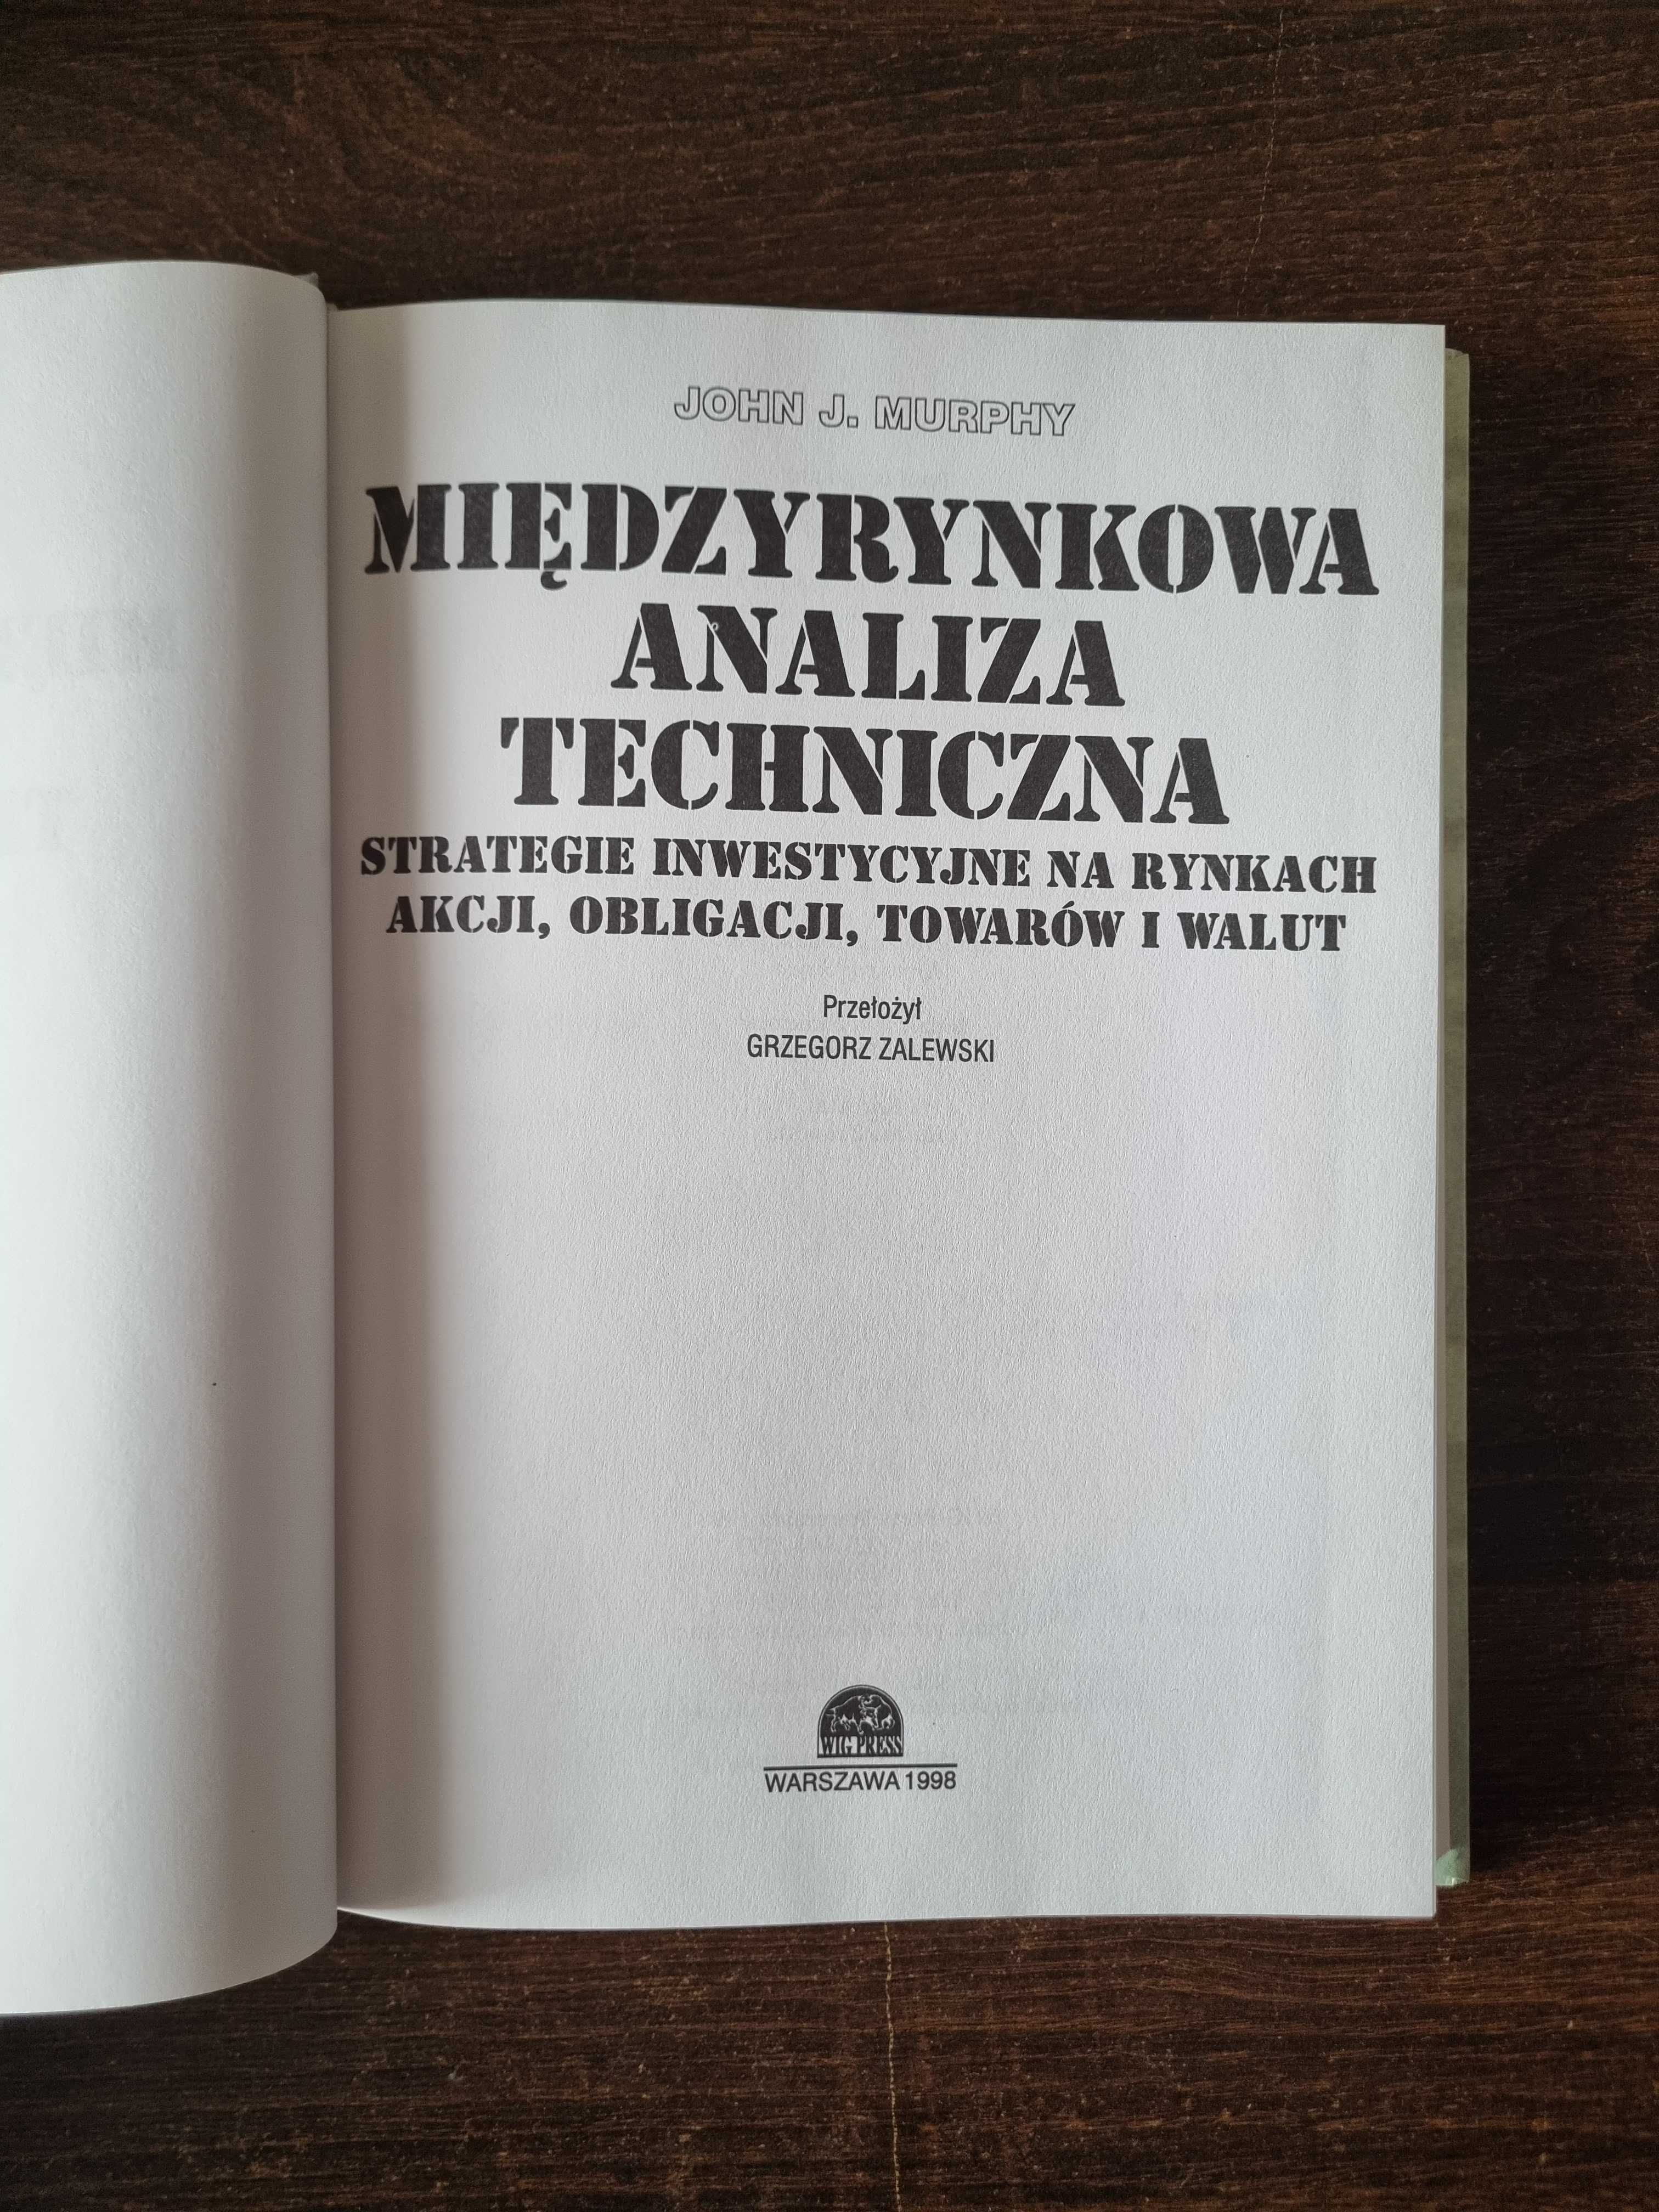 JOHN J. MURPHY
MIĘDZYRYNKOWA
ANALIZA
TECHNICZNA
STRATEGIE INWESTYCYJNE NA RYNKACH
AKCJI, OBLIGACJI, TOWARÓW I WALUT
Przełożył
GRZEGORZ ZALEWSKI
WIG PRESS
WARSZAWA 1998